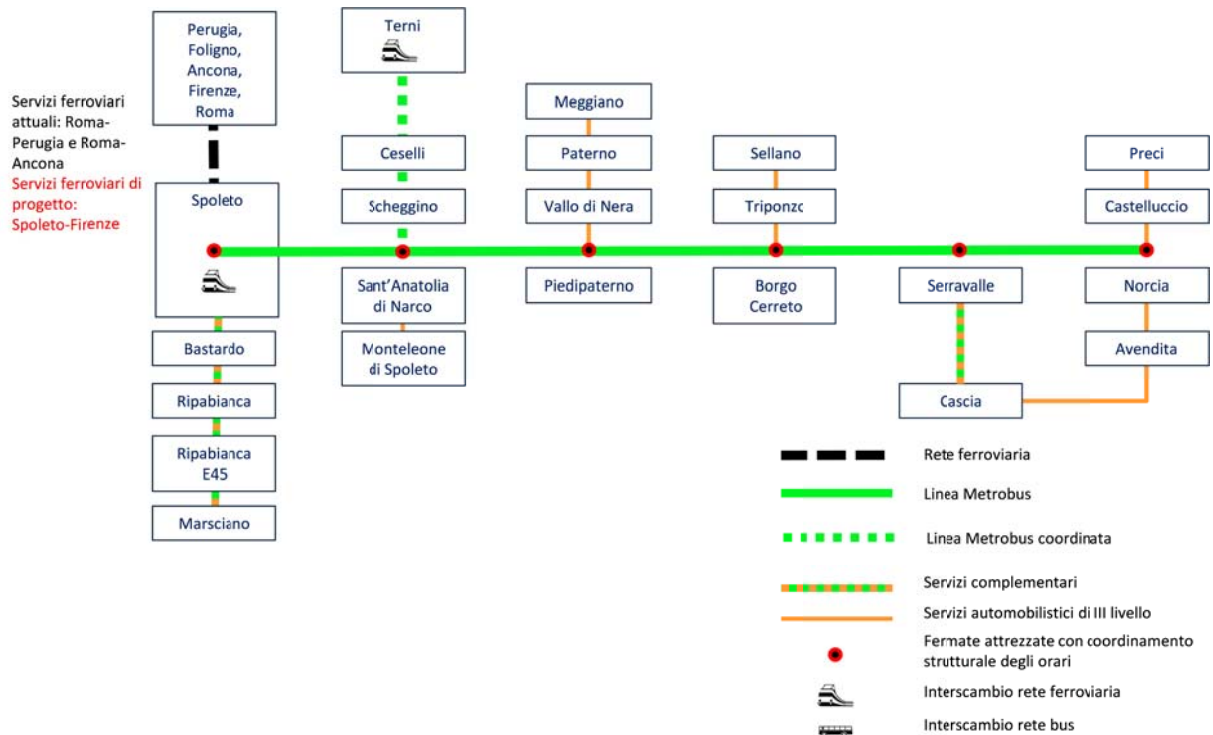 Perugia,
Foligno,
Ancona,
Firenze,
Roma
Terni
Servizi ferroviari
attuali: Roma-
Perugia e Roma-
Ancona
Servizi ferroviari di
progetto:
Spoleto-Firenze
Meggiano
Ceselli
Paterno
Sellano
Preci
Spoleto
Scheggino
Vallo di Nera
Triponzo
Castelluccio
Sant'Anatolia
di Narco
Piedipaterno
Borgo
Cerreto
Serravalle
Norcia
Bastardo
Monteleone
di Spoleto
Avendita
Ripabianca
Cascia
Ripabianca
E45
Marsciano
Rete ferroviaria
Linea Metrobus
Linea Metrobus coordinata
Servizi complementari
Servizi automobilistici di III livello
Fermate attrezzate con coordinamento
strutturale degli orari
Interscambio rete ferroviaria
Interscambio rete bus